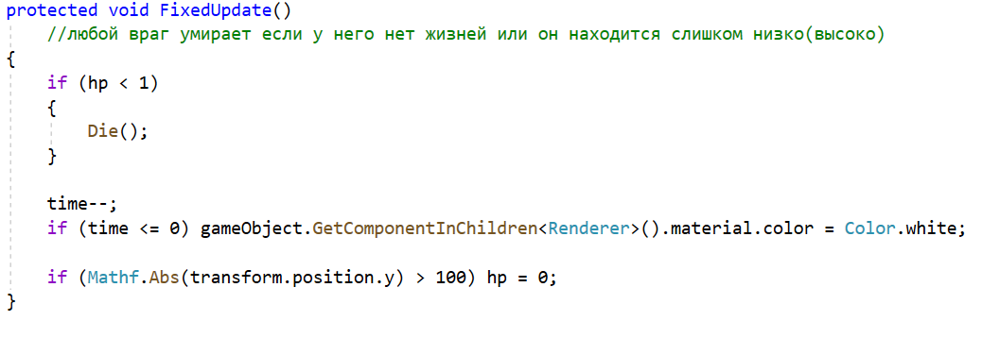 protected void FixedUpdate()
//любой враг умирает если у него нет жизней или он находится слишком низко(высоко)
{
if (hp < 1)
{
Die();
}
time--;
if (time <= 0) gameObject.GetComponentInChildren<Renderer>().material.color = Color.white;
if (Mathf.Abs(transform.position.y) > 100) hp = 0;
}